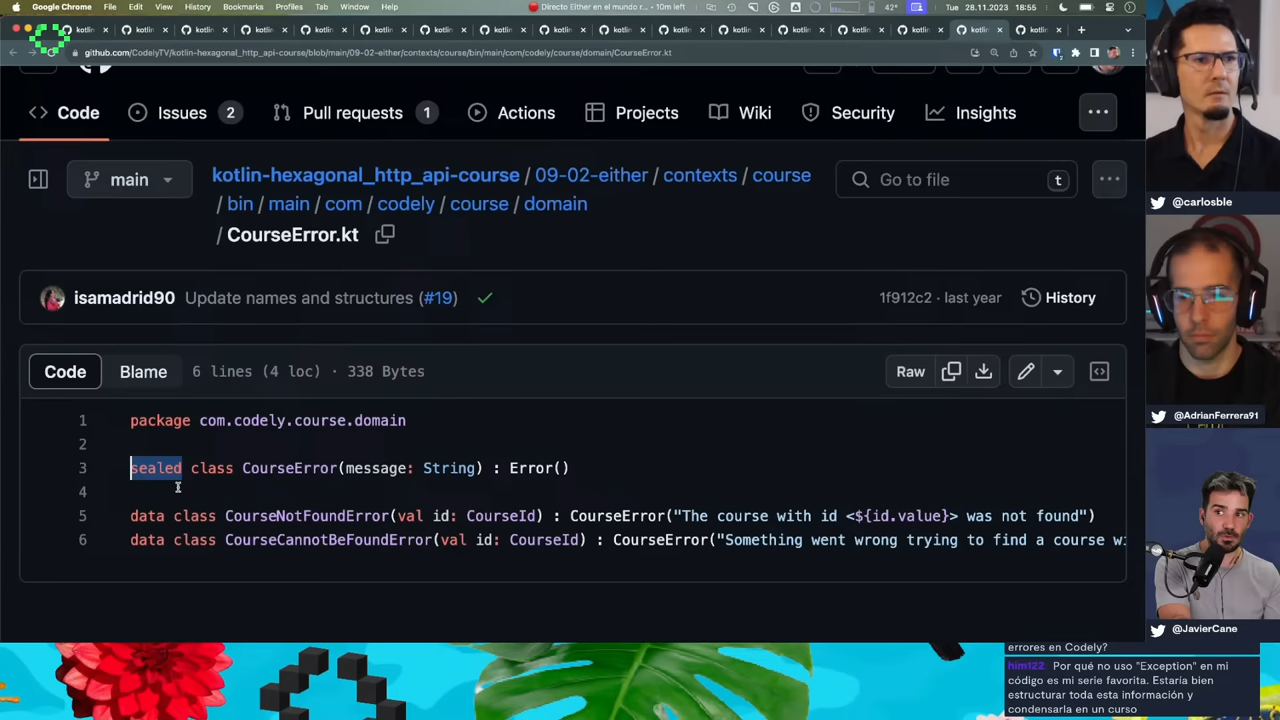 Google Chrome File Edit View History Bookmarks Profiles Tab Window Help
Directo Either en el mundo r... • 10m left
42° Tue 28.11.2023 18:55
github.com/CodelyTV/kotlin-hexagonal_http_api-course/blob/main/09-02-either/contexts/course/bin/main/com/codely/course/domain/CourseError.kt
Code Issues 2 Pull requests 1 Actions Projects Wiki Security Insights
main
kotlin-hexagonal_http_api-course / 09-02-either / contexts / course
/ bin / main / com / codely / course / domain
/ CourseError.kt
Go to file t
isamadrid90 Update names and structures (#19)
1f912c2 · last year History
Code Blame 6 lines (4 loc) · 338 Bytes
Raw
1 package com.codely.course.domain
2
3 sealed class CourseError(message: String) : Error()
4
5 data class CourseNotFoundError(val id: CourseId) : CourseError("The course with id <${id.value}> was not found")
6 data class CourseCannotBeFoundError(val id: CourseId) : CourseError("Something went wrong trying to find a course wi
@carlosble
@AdrianFerrera91
@JavierCane
errores en Codely?
him122 Por qué no uso "Exception" en mi
código es mi serie favorita. Estaría bien
estructurar toda esta información y
condensarla en un curso